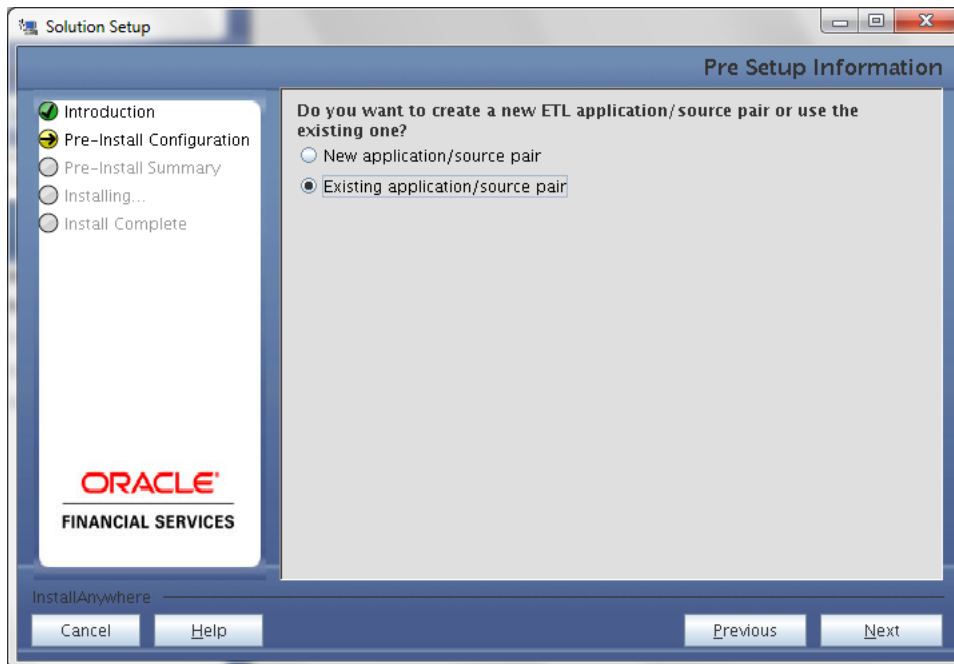 Solution Setup
Pre Setup Information
Introduction
Pre-Install Configuration
Pre-Install Summary
Installing...
Install Complete
ORACLE'
FINANCIAL SERVICES
Do you want to create a new ETL application/source pair or use the
existing one?
New application/source pair
Existing application/source pair
InstallAnywhere
Cancel
Help
Previous
Next